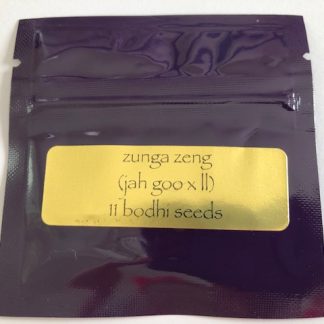 zunga zeng
(jah goo x ll)
11 bodhi seeds